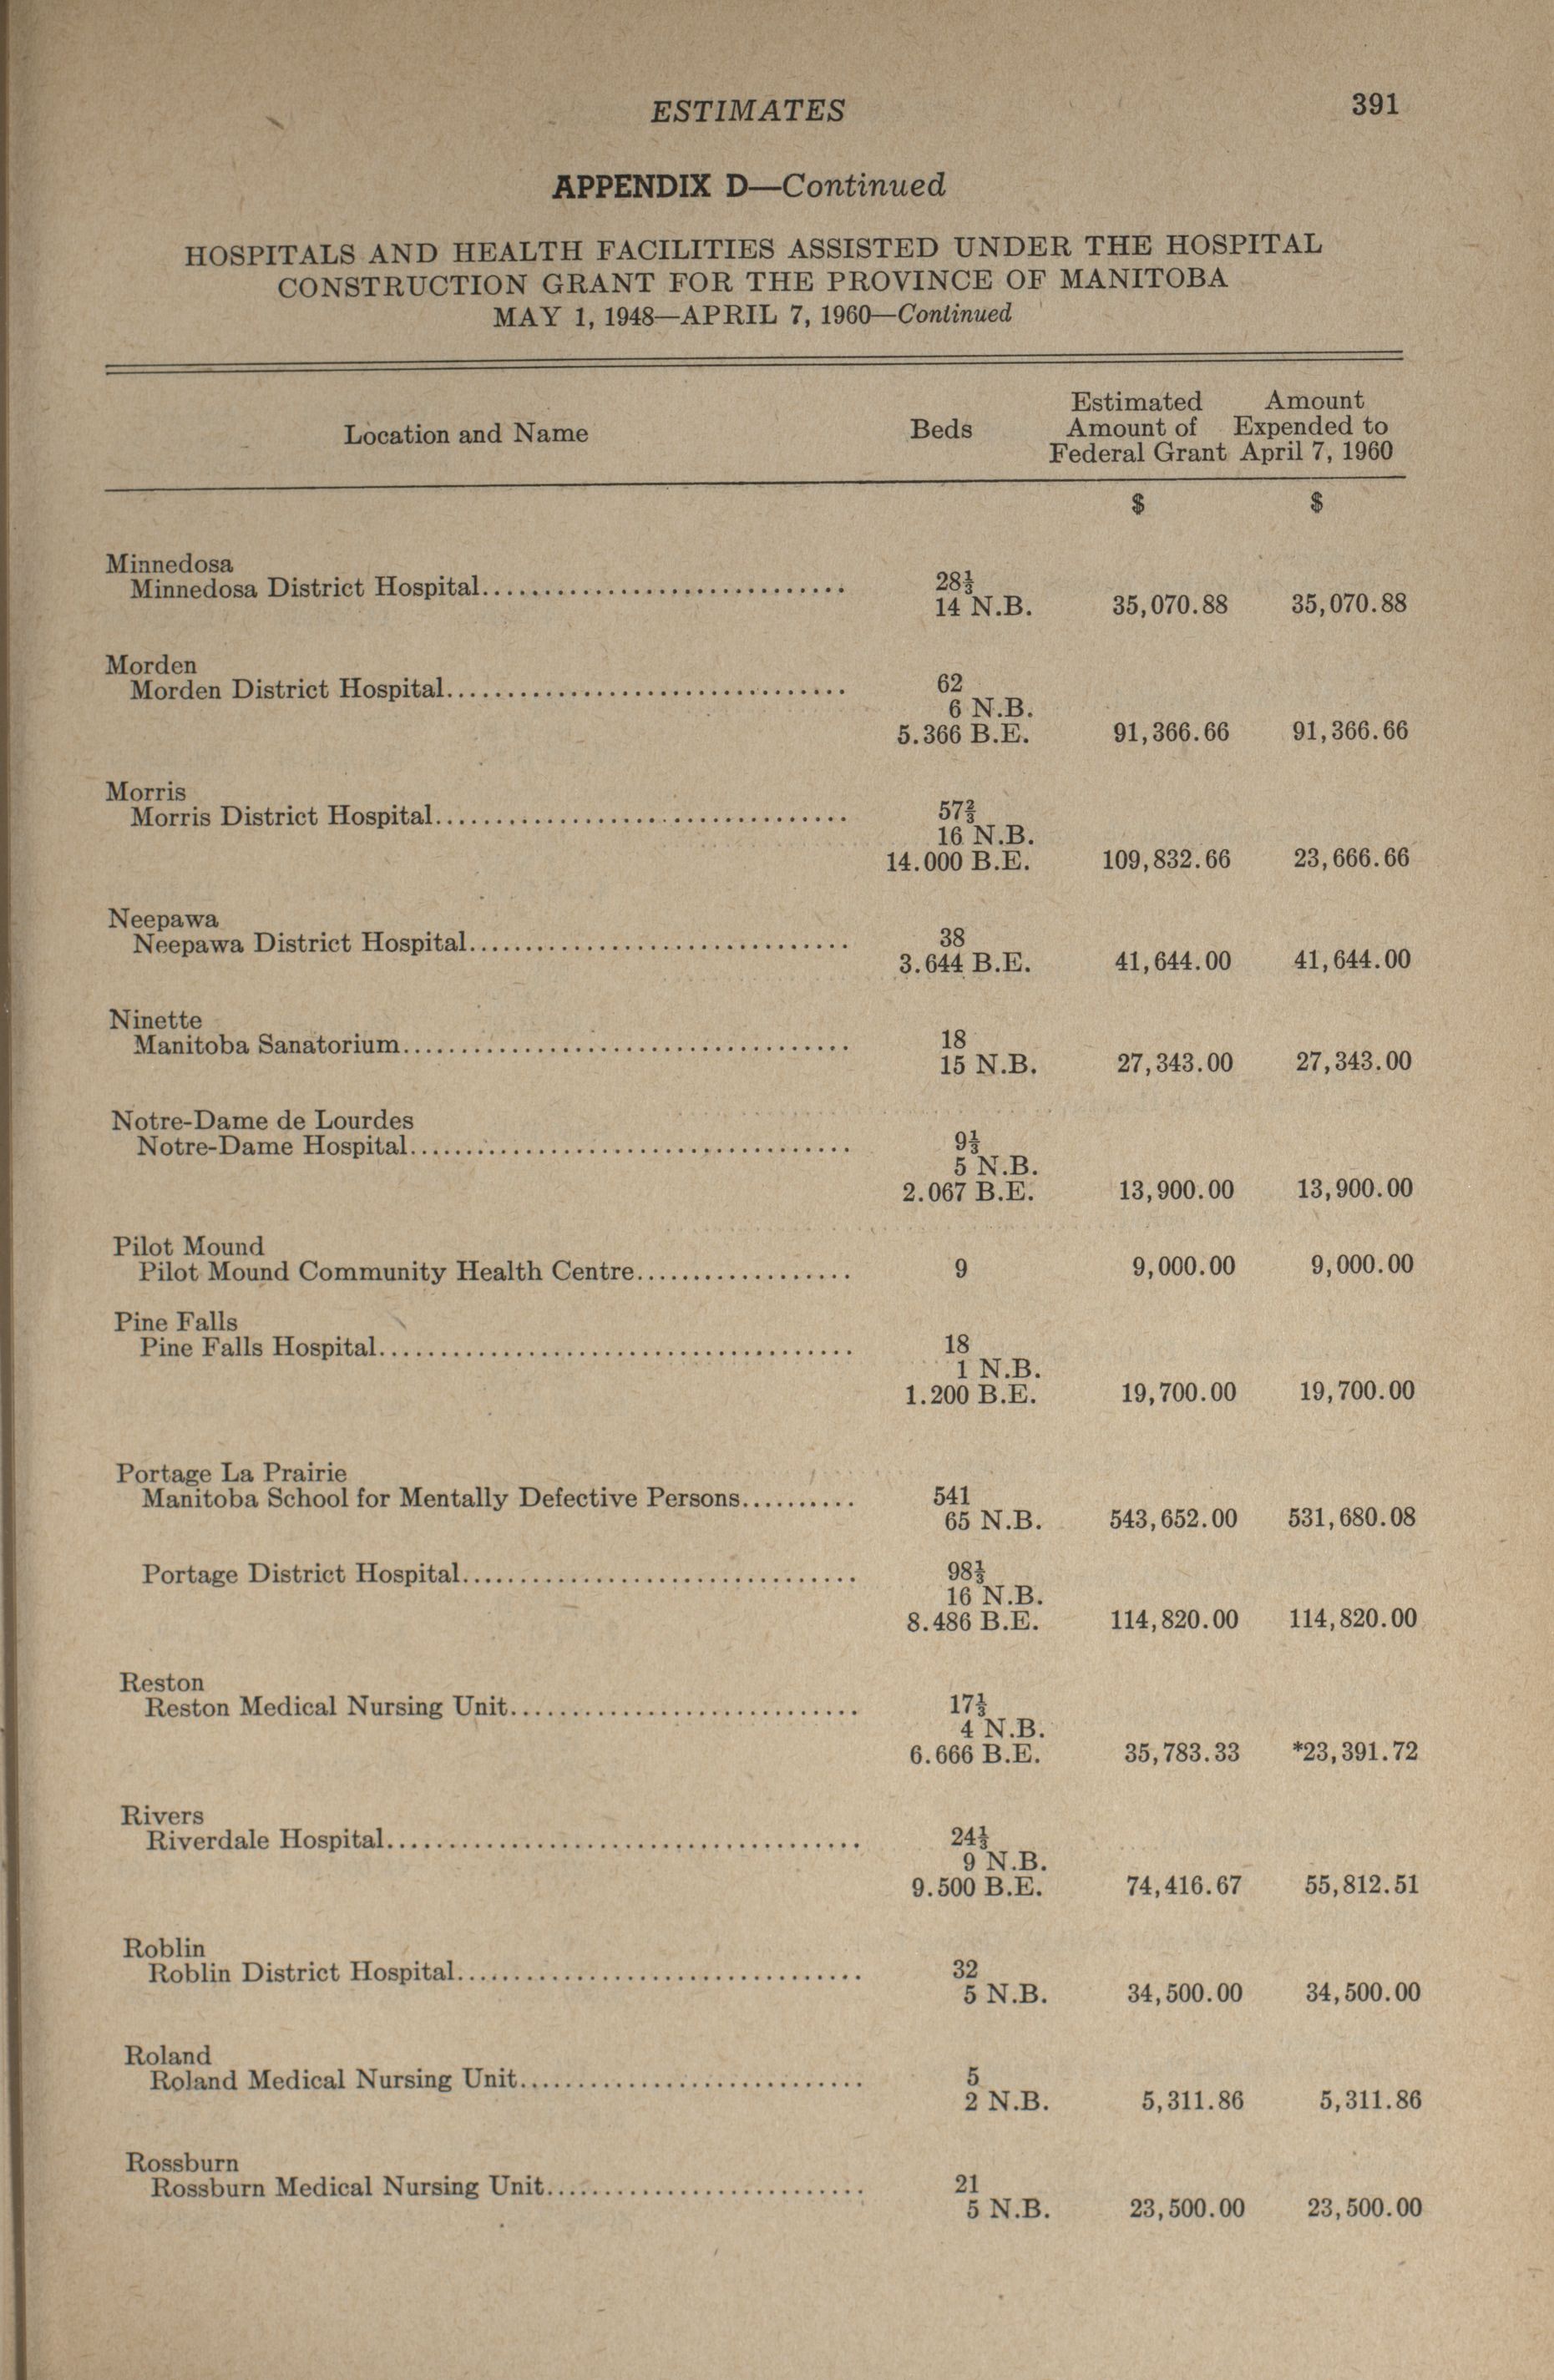 ESTIMATES 391
APPENDIX D—Continued
HOSPITALS AND HEALTH FACILITIES ASSISTED UNDER THE HOSPITAL
CONSTRUCTION GRANT FOR THE PROVINCE OF MANITOBA
MAY 1, 1948—APRIL 7, 1960—Continued
Location and Name Beds Estimated Amount of Federal Grant Amount Expended to April 7, 1960
$ $
Minnedosa
Minnedosa District Hospital 28⅓
14 N.B. 35,070.88 35,070.88
Morden
Morden District Hospital 62
6 N.B.
5.366 B.E. 91,366.66 91,366.66
Morris
Morris District Hospital 57⅔
16 N.B.
14.000 B.E. 109,832.66 23,666.66
Neepawa
Neepawa District Hospital 38
3.644 B.E. 41,644.00 41,644.00
Ninette
Manitoba Sanatorium 18
15 N.B. 27,343.00 27,343.00
Notre-Dame de Lourdes
Notre-Dame Hospital 9⅓
5 N.B.
2.067 B.E. 13,900.00 13,900.00
Pilot Mound
Pilot Mound Community Health Centre 9 9,000.00 9,000.00
Pine Falls
Pine Falls Hospital 18
1 N.B.
1.200 B.E. 19,700.00 19,700.00
Portage La Prairie
Manitoba School for Mentally Defective Persons 541
65 N.B. 543,652.00 531,680.08
Portage District Hospital 98⅓
16 N.B.
8.486 B.E. 114,820.00 114,820.00
Reston
Reston Medical Nursing Unit 17⅓
4 N.B.
6.666 B.E. 35,783.33 *23,391.72
Rivers
Riverdale Hospital 24⅓
9 N.B.
9.500 B.E. 74,416.67 55,812.51
Roblin
Roblin District Hospital 32
5 N.B. 34,500.00 34,500.00
Roland
Roland Medical Nursing Unit 5
2 N.B. 5,311.86 5,311.86
Rossburn
Rossburn Medical Nursing Unit 21
5 N.B. 23,500.00 23,500.00